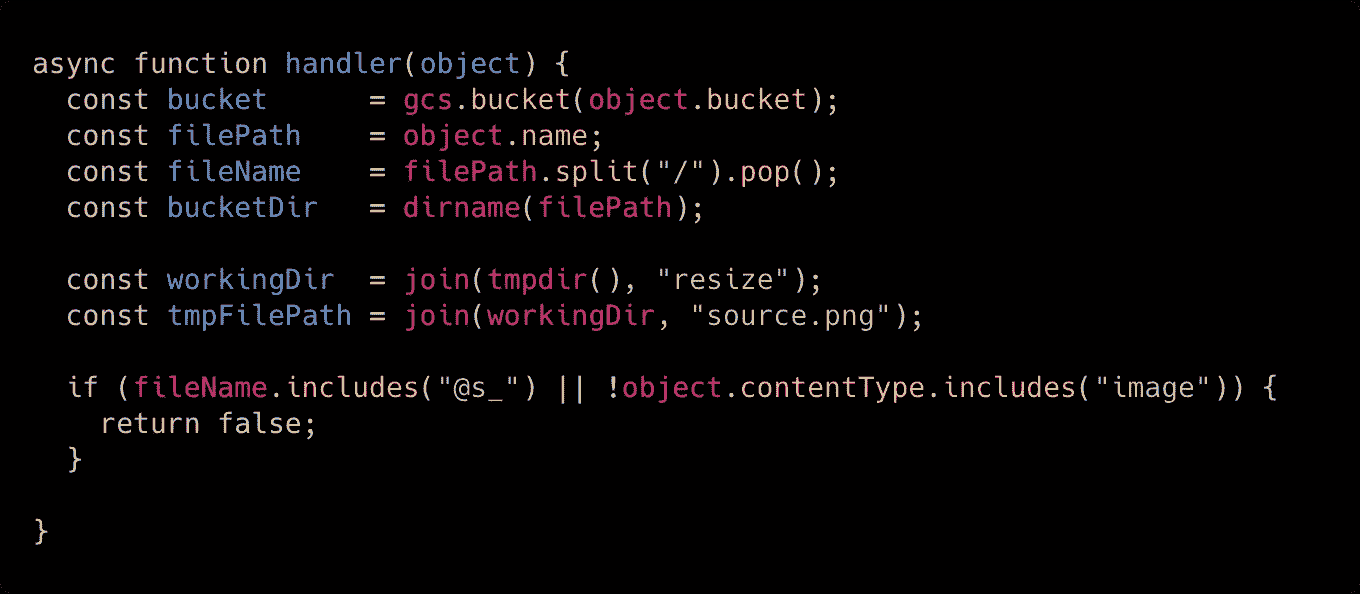 async function handler(object) {
  const bucket      = gcs.bucket(object.bucket);
  const filePath    = object.name;
  const fileName    = filePath.split("/").pop();
  const bucketDir   = dirname(filePath);

  const workingDir  = join(tmpdir(), "resize");
  const tmpFilePath = join(workingDir, "source.png");

  if (fileName.includes("@s_") || !object.contentType.includes("image")) {
    return false;
  }

}